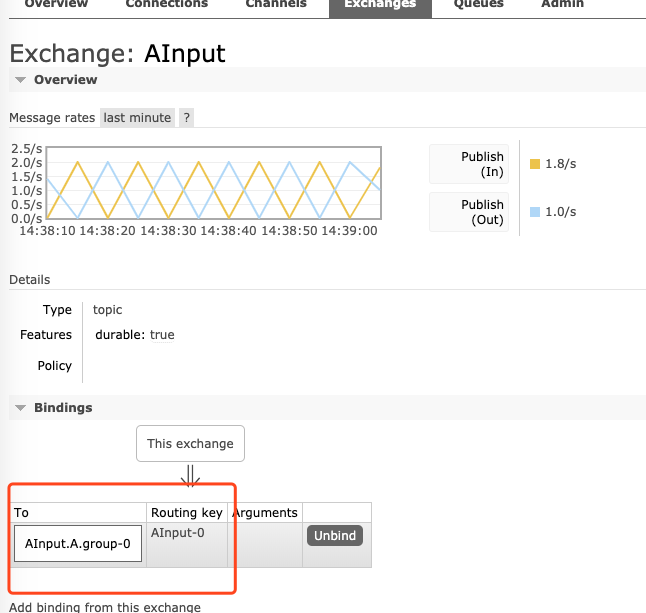 Overview Connections Channels Exchanges Queues Admin
Exchange: AInput
Overview
Message rates last minute ?
2.5/s
2.0/s
1.5/s
1.0/s
0.5/s
0.0/s
14:38:10 14:38:20 14:38:30 14:38:40 14:38:50 14:39:00
Publish
(In)
1.8/s
Publish
(Out)
1.0/s
Details
Type topic
Features durable: true
Policy
Bindings
This exchange
To Routing key Arguments
AInput.A.group-0 AInput-0 Unbind
Add binding from this exchange